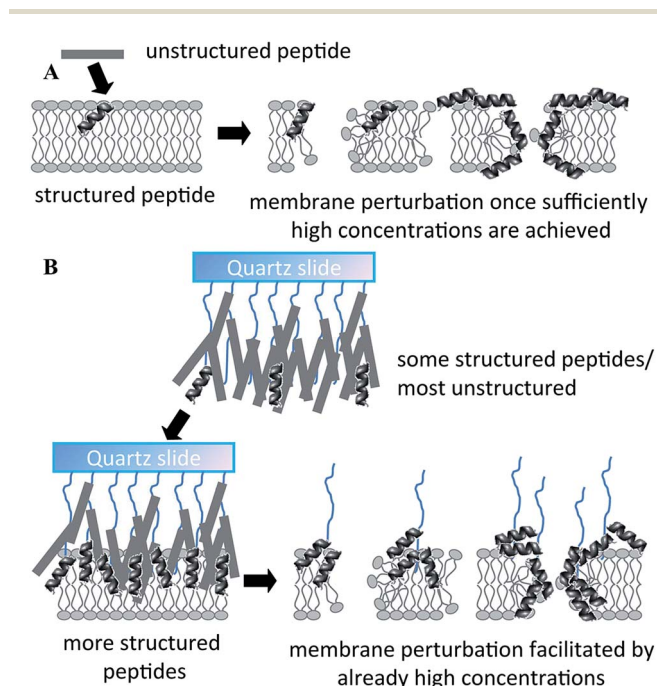 unstructured peptide
A
structured peptide
membrane perturbation once sufficiently
high concentrations are achieved
B
Quartz slide
some structured peptides/
most unstructured
Quartz slide
more structured
peptides
membrane perturbation facilitated by
already high concentrations